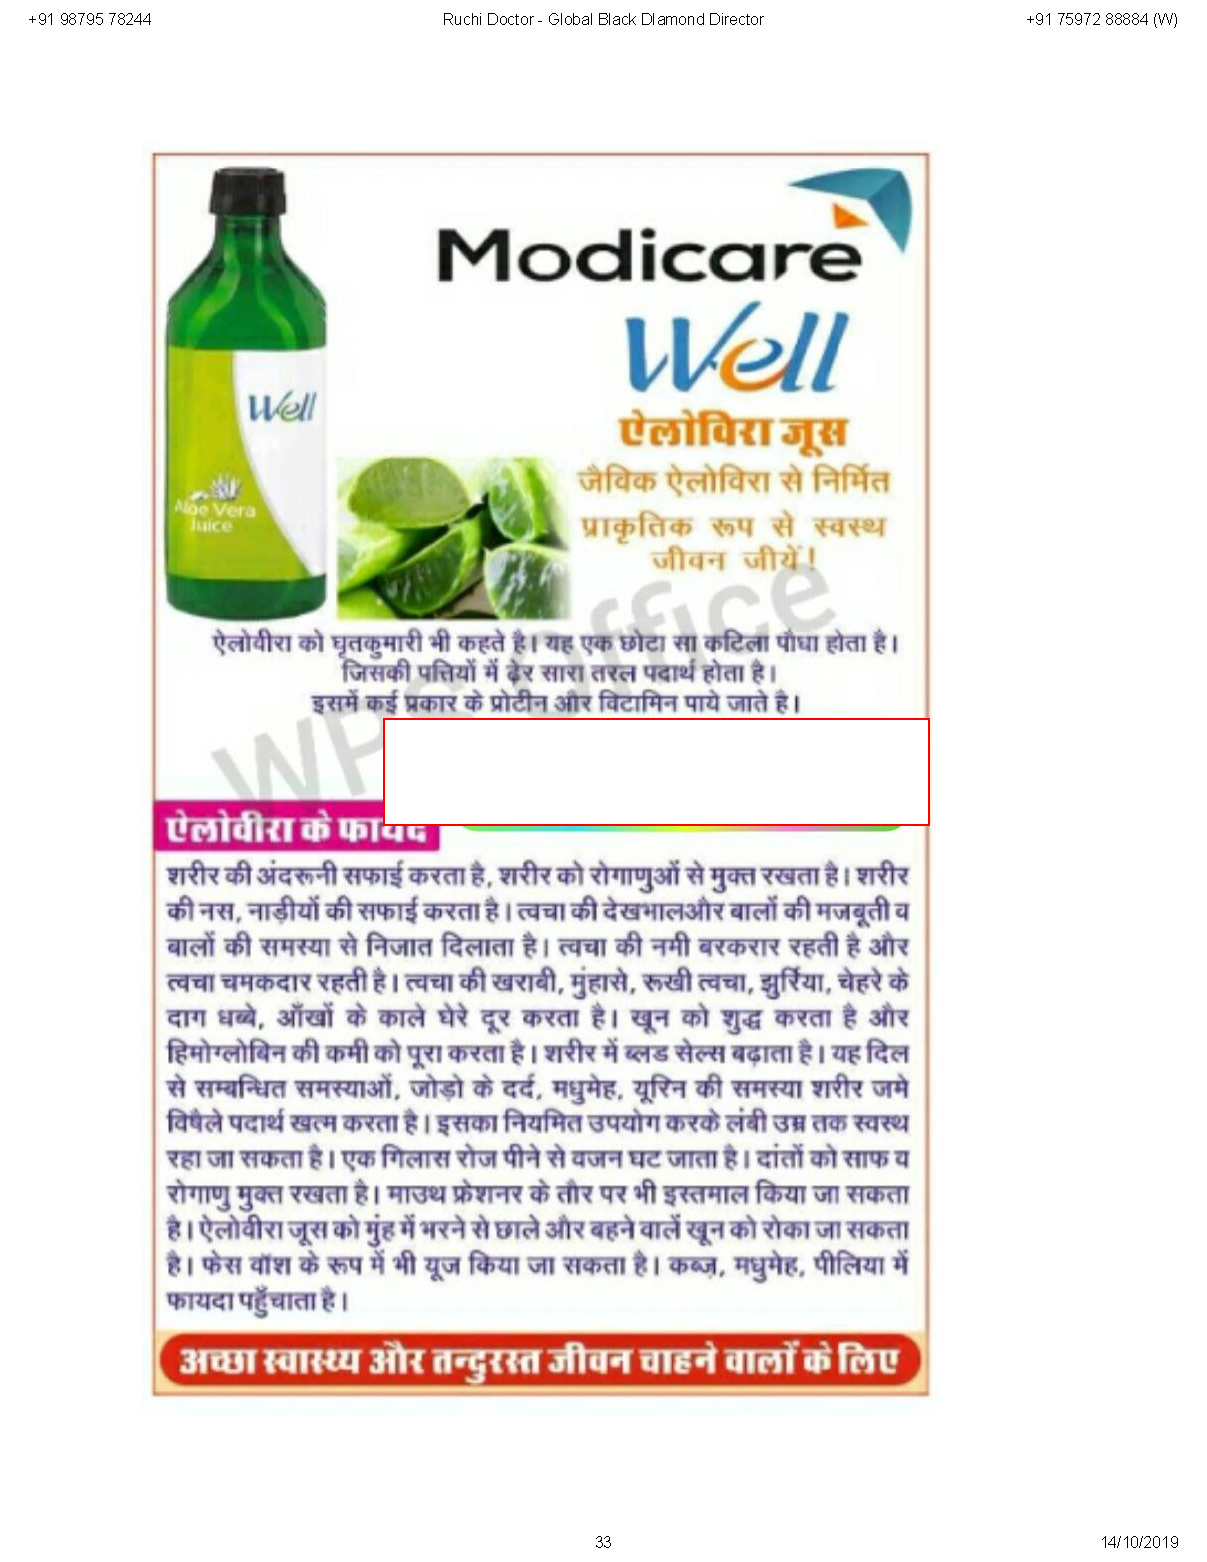 +91 98795 78244 Ruchi Doctor - Global Black DIamond Director +91 75972 88884 (W)
Modicare
Well
ऐलोविरा जूस
जैविक ऐलोविरा से निर्मित
प्राकृतिक रूप से स्वस्थ
जीवन जीयें!
Well
Aloe Vera
Juice
WPS Office
ऐलोवीरा को घृतकुमारी भी कहते है। यह एक छोटा सा कटिला पौधा होता है।
जिसकी पत्तियों में ढ़ेर सारा तरल पदार्थ होता है।
इसमें कई प्रकार के प्रोटीन और विटामिन पाये जाते है।
ऐलोवीरा के फायदे
शरीर की अंदरूनी सफाई करता है, शरीर को रोगाणुओं से मुक्त रखता है। शरीर
की नस, नाड़ीयों की सफाई करता है। त्वचा की देखभालऔर बालों की मजबूती व
बालों की समस्या से निजात दिलाता है। त्वचा की नमी बरकरार रहती है और
त्वचा चमकदार रहती है। त्वचा की खराबी, मुंहासे, रूखी त्वचा, झुर्रिया, चेहरे के
दाग धब्बे, आँखों के काले घेरे दूर करता है। खून को शुद्ध करता है और
हिमोग्लोबिन की कमी को पूरा करता है। शरीर में ब्लड सेल्स बढ़ाता है। यह दिल
से सम्बन्धित समस्याओं, जोड़ो के दर्द, मधुमेह, यूरिन की समस्या शरीर जमे
विषैले पदार्थ खत्म करता है। इसका नियमित उपयोग करके लंबी उम्र तक स्वस्थ
रहा जा सकता है। एक गिलास रोज पीने से वजन घट जाता है। दांतों को साफ व
रोगाणु मुक्त रखता है। माउथ फ्रेशनर के तौर पर भी इस्तमाल किया जा सकता
है। ऐलोवीरा जूस को मुंह में भरने से छाले और बहने वालें खून को रोका जा सकता
है। फेस वॉश के रूप में भी यूज किया जा सकता है। कब्ज़, मधुमेह, पीलिया में
फायदा पहुँचाता है।
अच्छा स्वास्थ्य और तन्दुरस्त जीवन चाहने वालों के लिए
33 14/10/2019